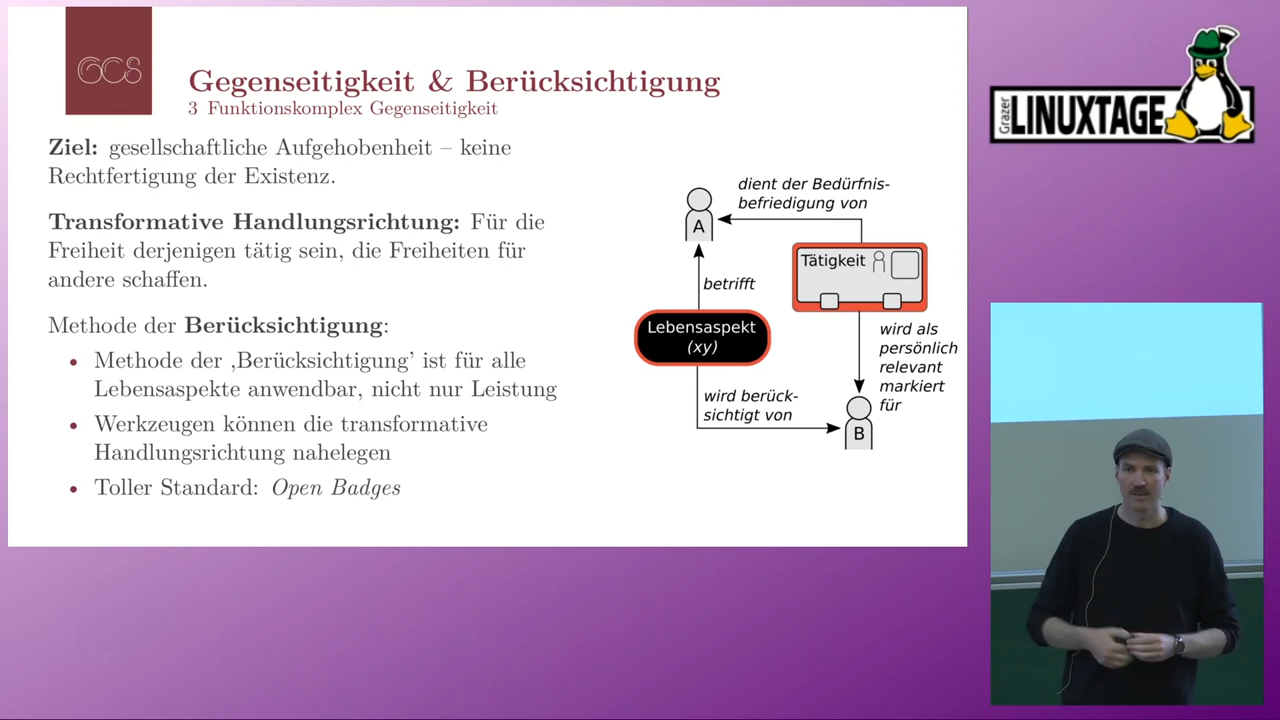 GCS
Gegenseitigkeit & Berücksichtigung
3 Funktionskomplex Gegenseitigkeit
Ziel: gesellschaftliche Aufgehobenheit – keine
Rechtfertigung der Existenz.
Transformative Handlungsrichtung: Für die
Freiheit derjenigen tätig sein, die Freiheiten für
andere schaffen.
Methode der Berücksichtigung:
• Methode der ‚Berücksichtigung' ist für alle
Lebensaspekte anwendbar, nicht nur Leistung
• Werkzeugen können die transformative
Handlungsrichtung nahelegen
• Toller Standard: Open Badges
dient der Bedürfnis-
befriedigung von
A
Tätigkeit
betrifft
Lebensaspekt
(xy)
wird als
persönlich
relevant
markiert
für
wird berück-
sichtigt von
B
Grazer
LINUXTAGE